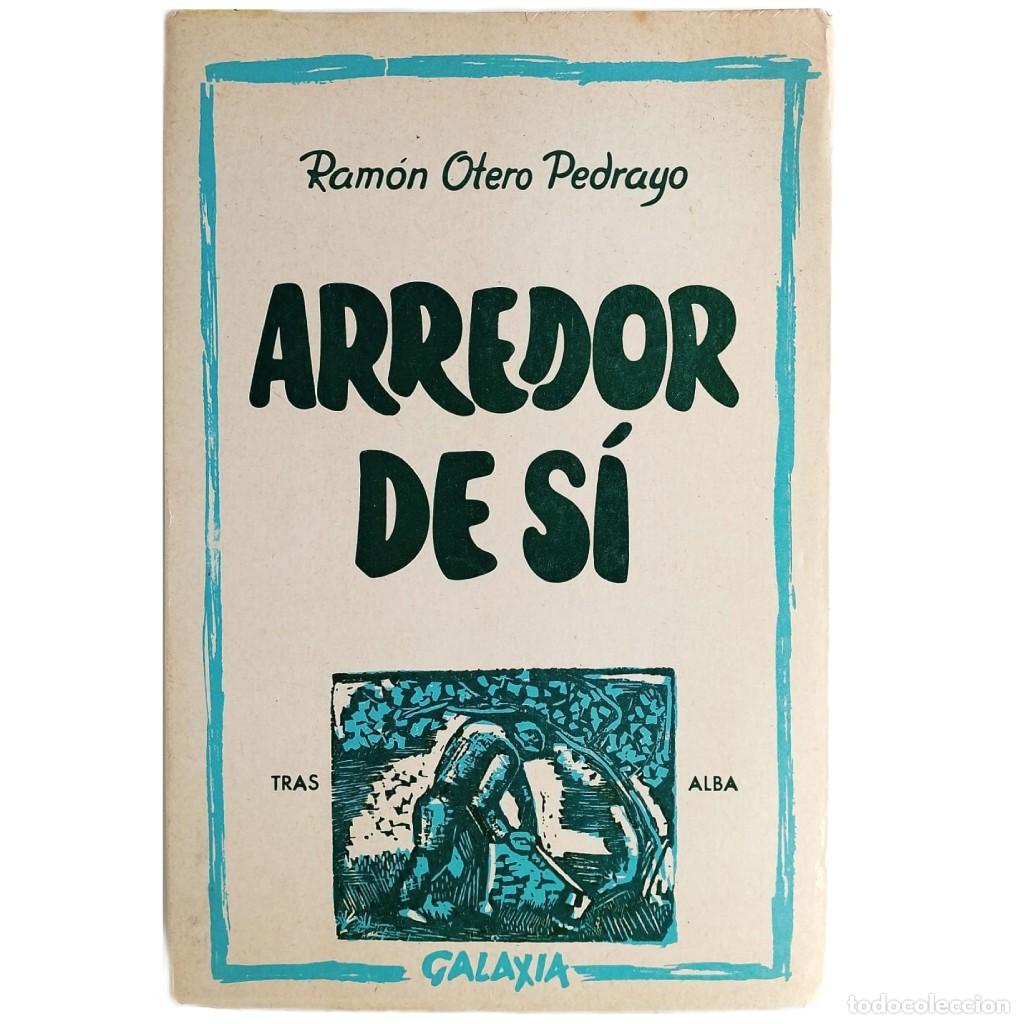 Ramón Otero Pedrayo
ARREDOR
DE SÍ
TRAS ALBA
GALAXIA
todocoleccion